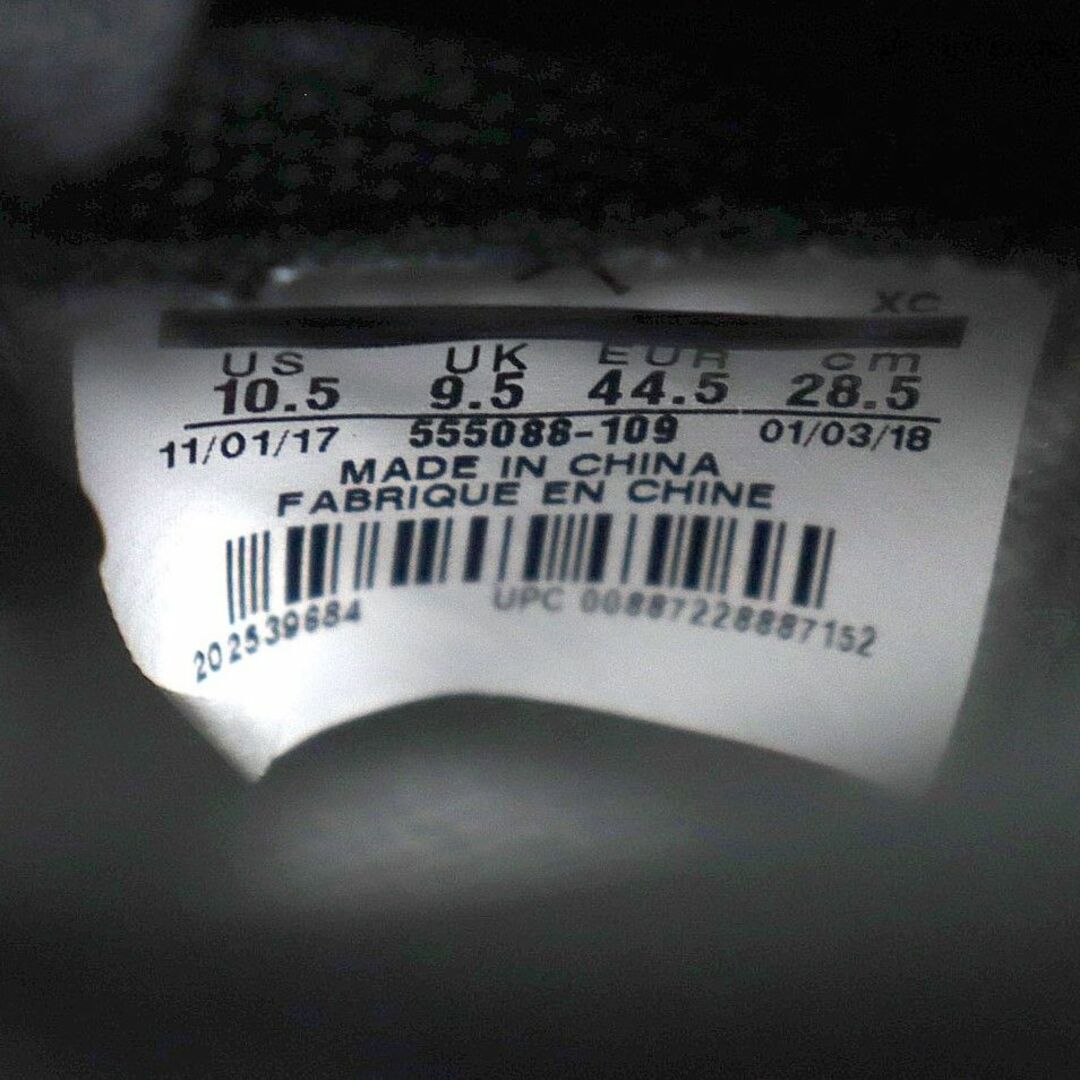 XC
US UK EUR cm
10.5 9.5 44.5 28.5
11/01/17 555088-109 01/03/18
MADE IN CHINA
FABRIQUE EN CHINE
202539684 UPC 00887228887152